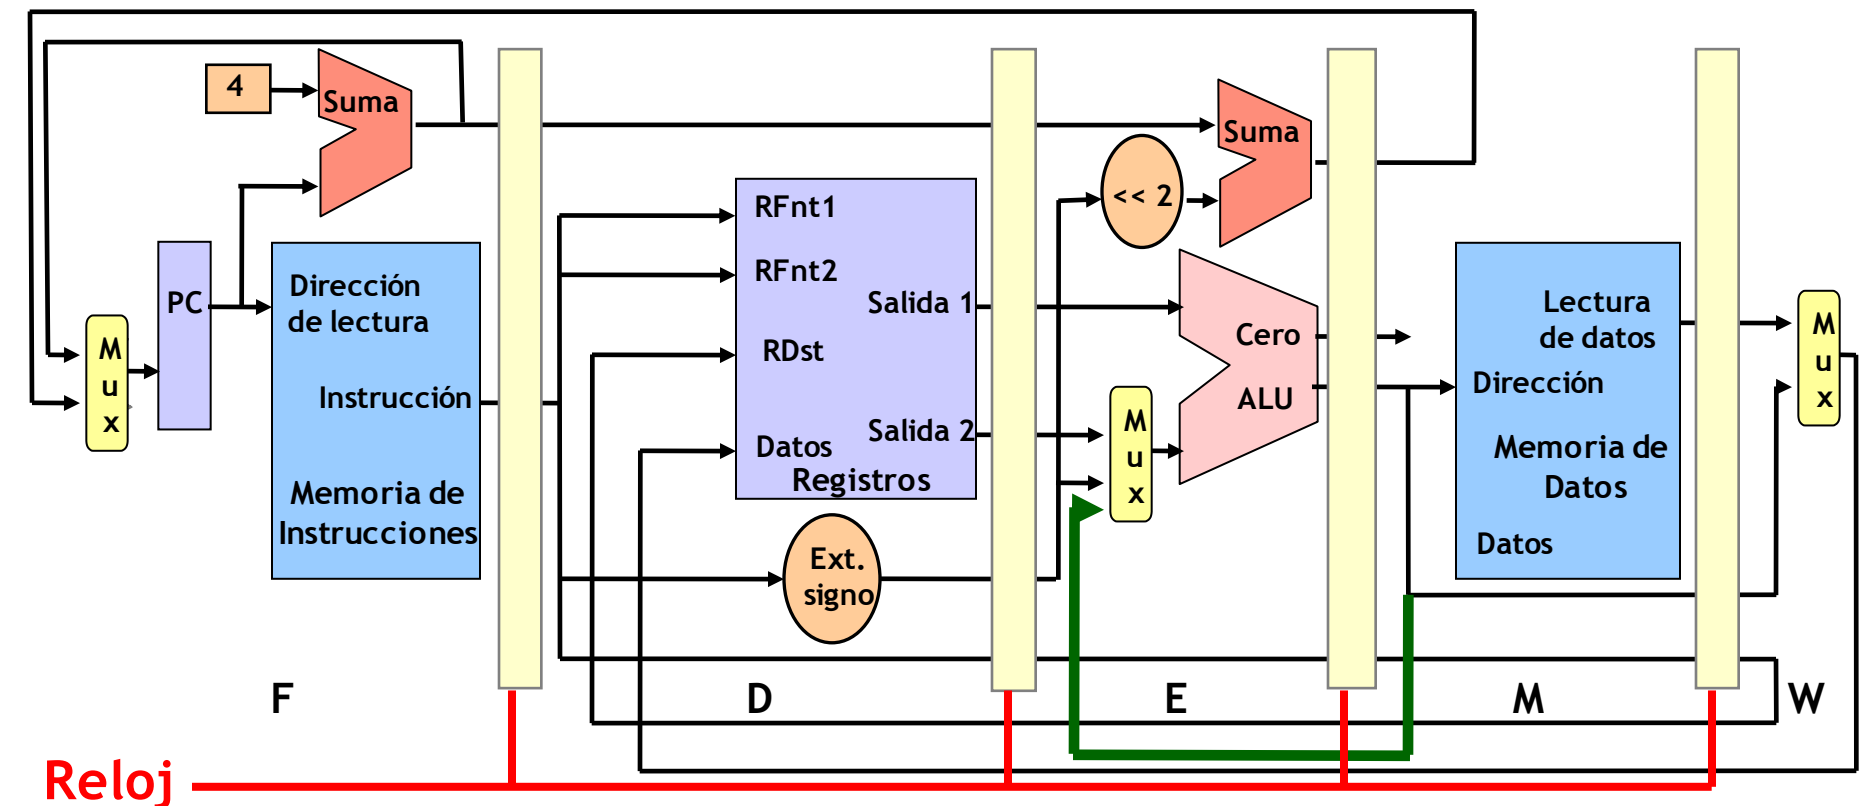 4
Suma
Suma
<< 2
RFnt1
RFnt2
Salida 1
RDst
Salida 2
Datos
Registros
PC
Dirección
de lectura
Instrucción
Memoria de
Instrucciones
M
u
x
Cero
ALU
M
u
x
Lectura
de datos
Dirección
Memoria de
Datos
Datos
M
u
x
Ext.
signo
F
D
E
M
W
Reloj